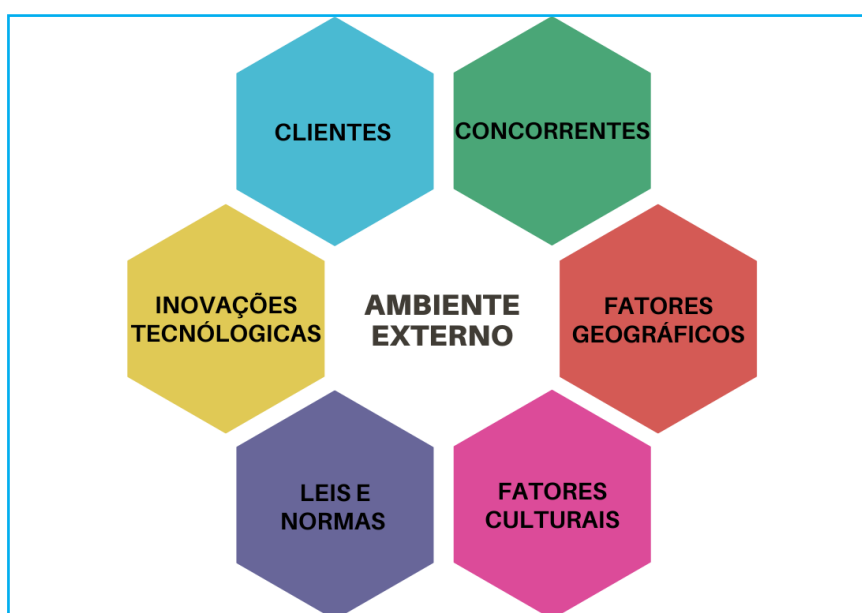 CLIENTES
CONCORRENTES
INOVAÇÕES
TECNÓLOGICAS
AMBIENTE
EXTERNO
FATORES
GEOGRÁFICOS
LEIS E
NORMAS
FATORES
CULTURAIS